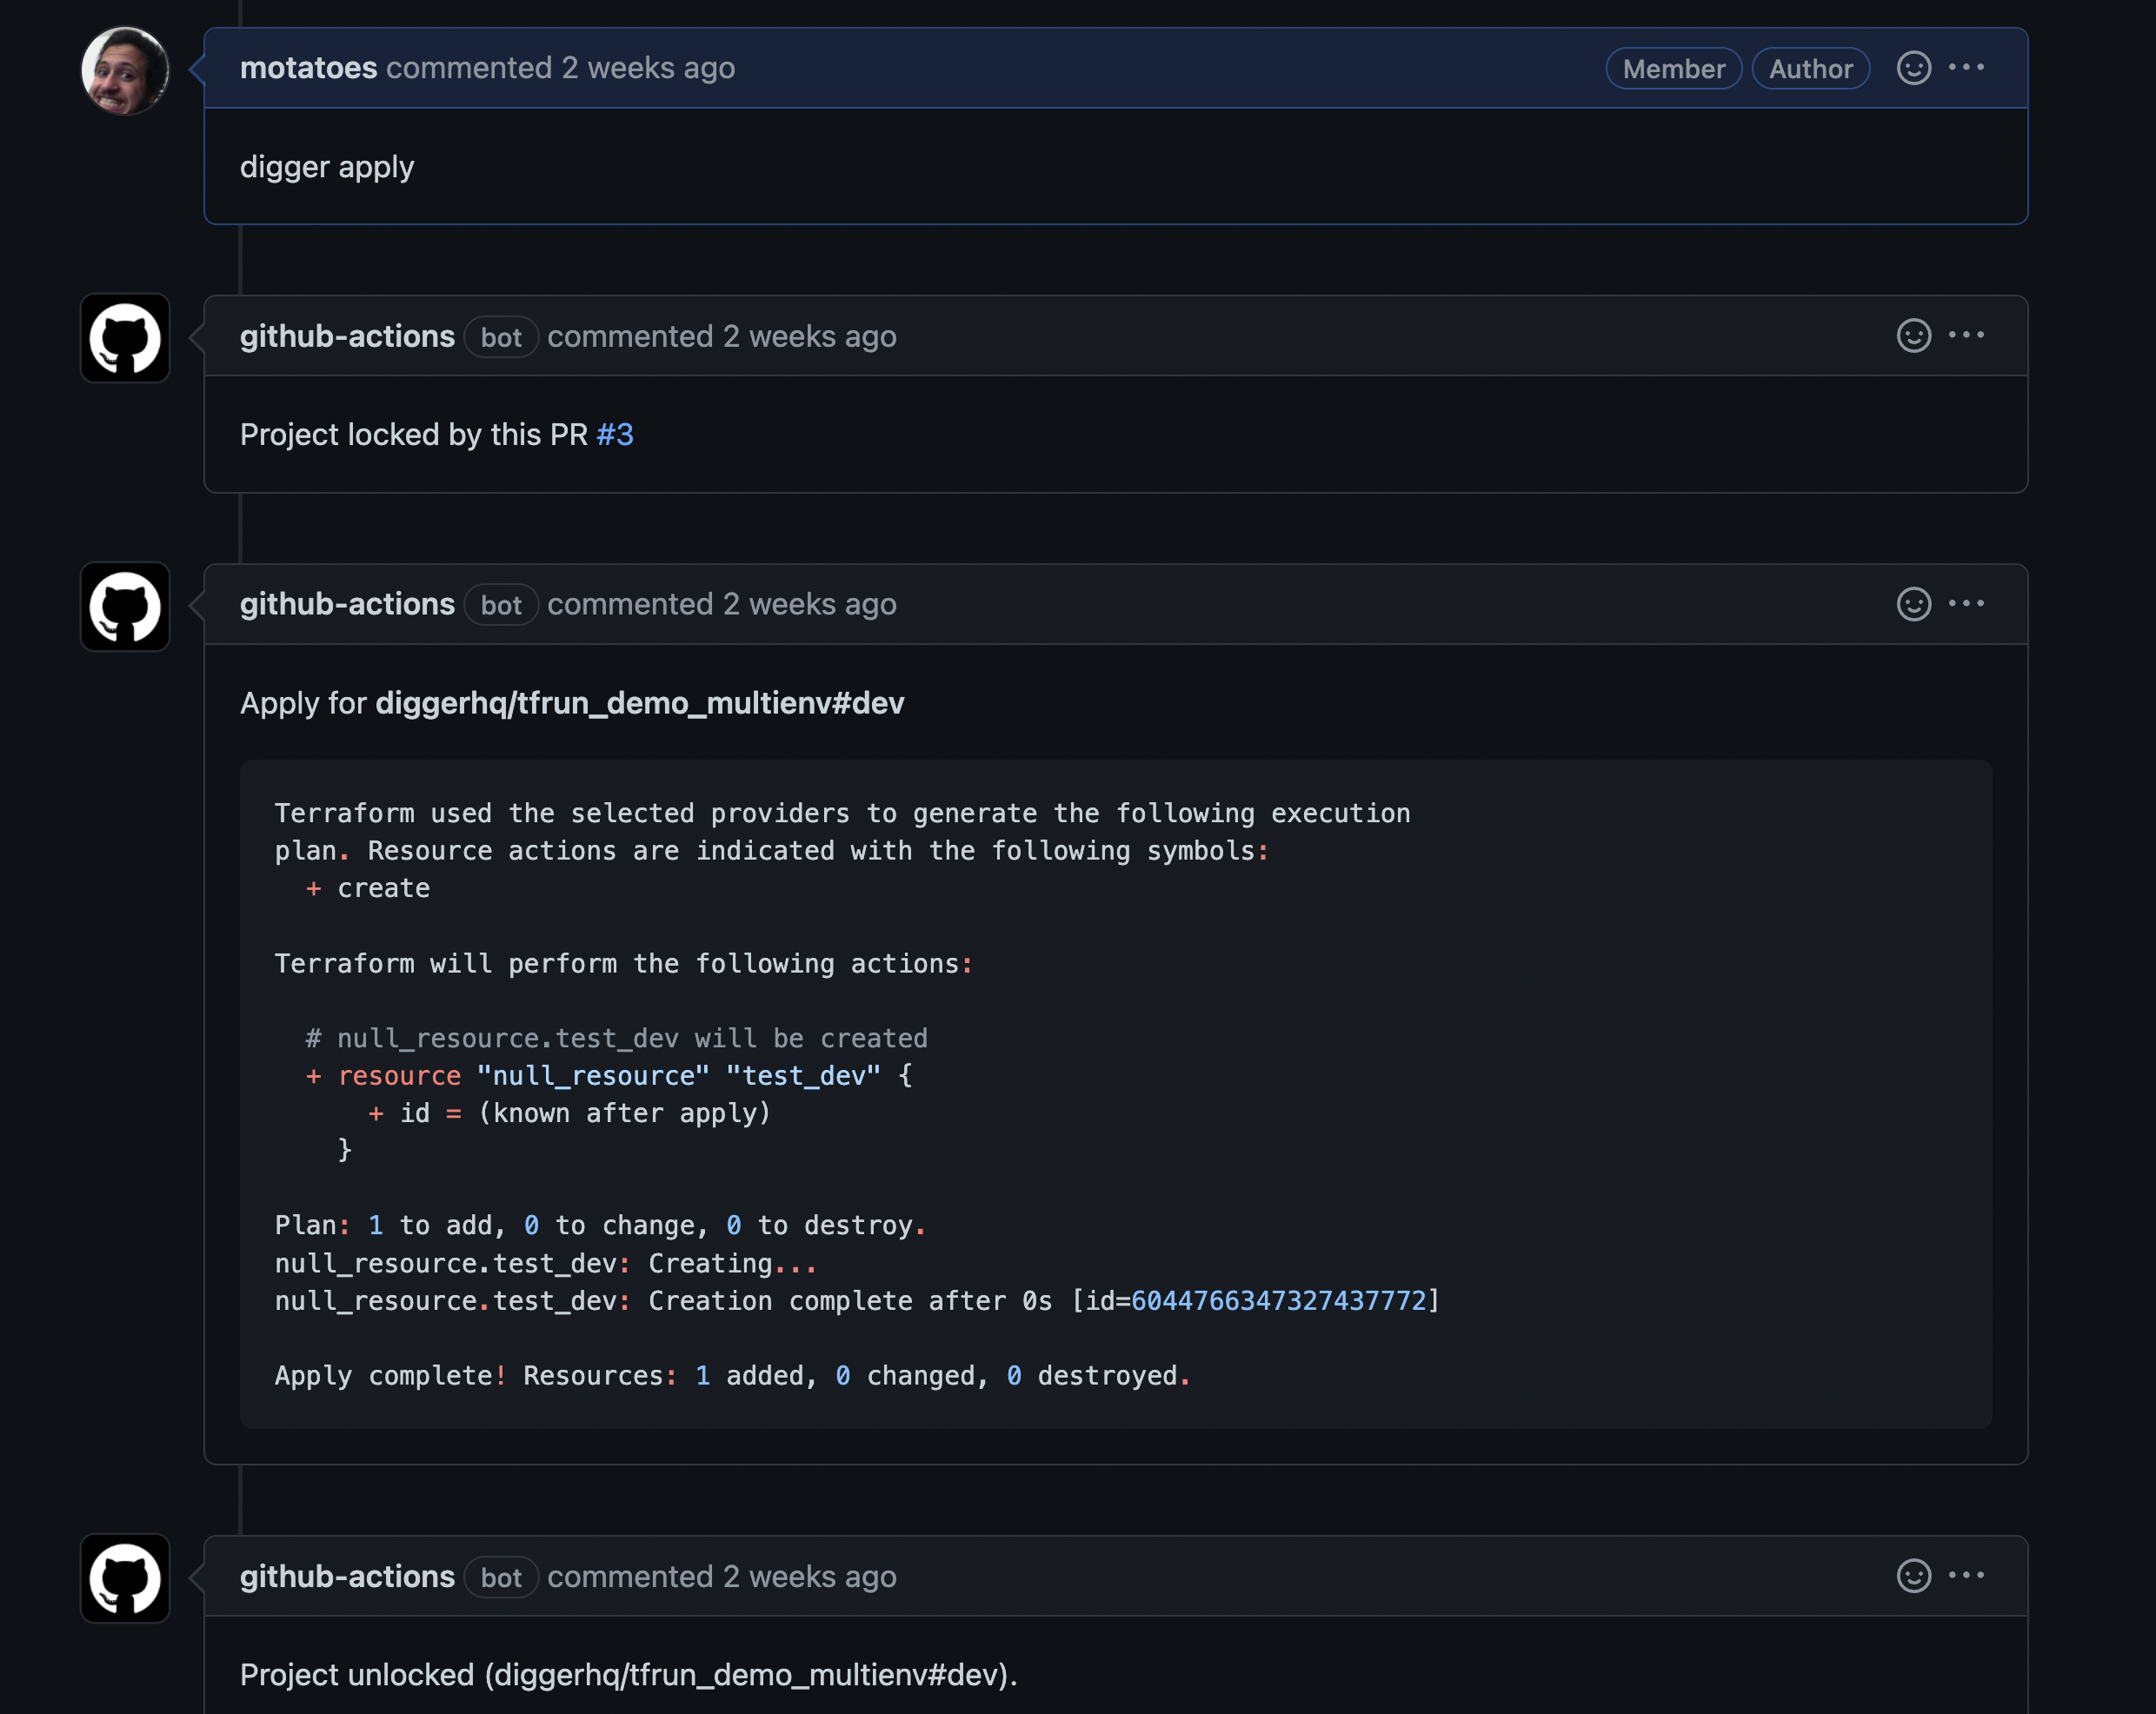 motatoes commented 2 weeks ago Member Author
digger apply
github-actions bot commented 2 weeks ago
Project locked by this PR #3
github-actions bot commented 2 weeks ago
Apply for diggerhq/tfrun_demo_multienv#dev
Terraform used the selected providers to generate the following execution
plan. Resource actions are indicated with the following symbols:
  + create
Terraform will perform the following actions:
  # null_resource.test_dev will be created
  + resource "null_resource" "test_dev" {
      + id = (known after apply)
    }
Plan: 1 to add, 0 to change, 0 to destroy.
null_resource.test_dev: Creating...
null_resource.test_dev: Creation complete after 0s [id=6044766347327437772]
Apply complete! Resources: 1 added, 0 changed, 0 destroyed.
github-actions bot commented 2 weeks ago
Project unlocked (diggerhq/tfrun_demo_multienv#dev).